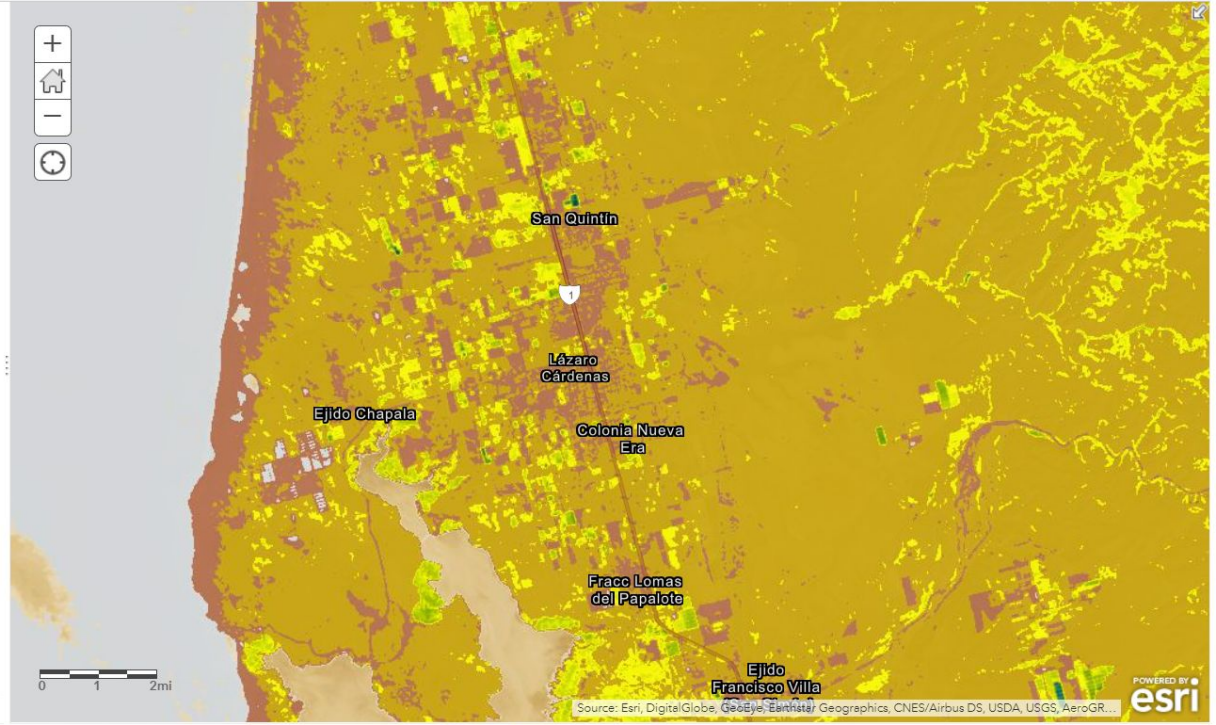 +
−
San Quintín
1
Lázaro
Cárdenas
Ejido Chapala
Colonia Nueva
Era
Fracc Lomas
del Papalote
Ejido
Francisco Villa
0 1 2mi
Source: Esri, DigitalGlobe, GeoEye, Earthstar Geographics, CNES/Airbus DS, USDA, USGS, AeroGR...
POWERED BY
esri